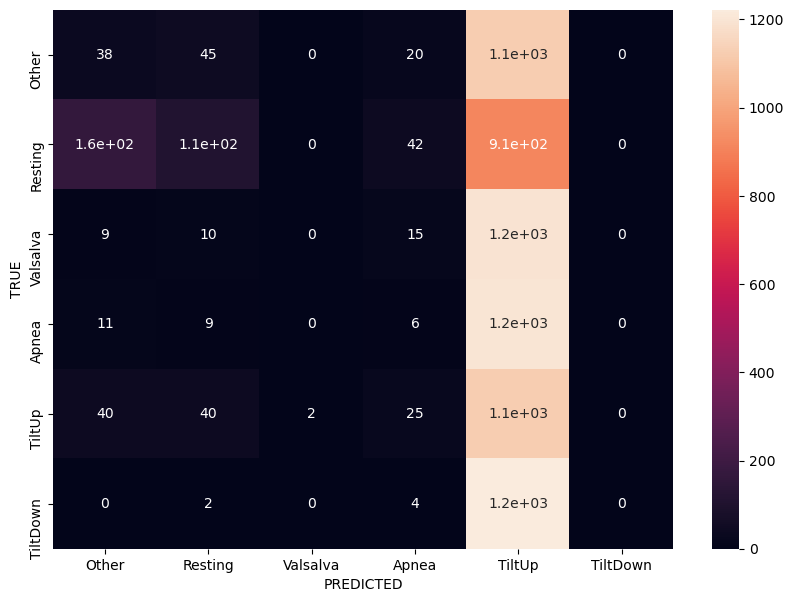 Other 38 45 0 20 1.1e+03 0
Resting 1.6e+02 1.1e+02 0 42 9.1e+02 0
Valsalva 9 10 0 15 1.2e+03 0
Apnea 11 9 0 6 1.2e+03 0
TiltUp 40 40 2 25 1.1e+03 0
TiltDown 0 2 4 1.2e+03 0
Other Resting Valsalva Apnea TiltUp TiltDown
PREDICTED
TRUE
1200
1000
800
600
400
200
0